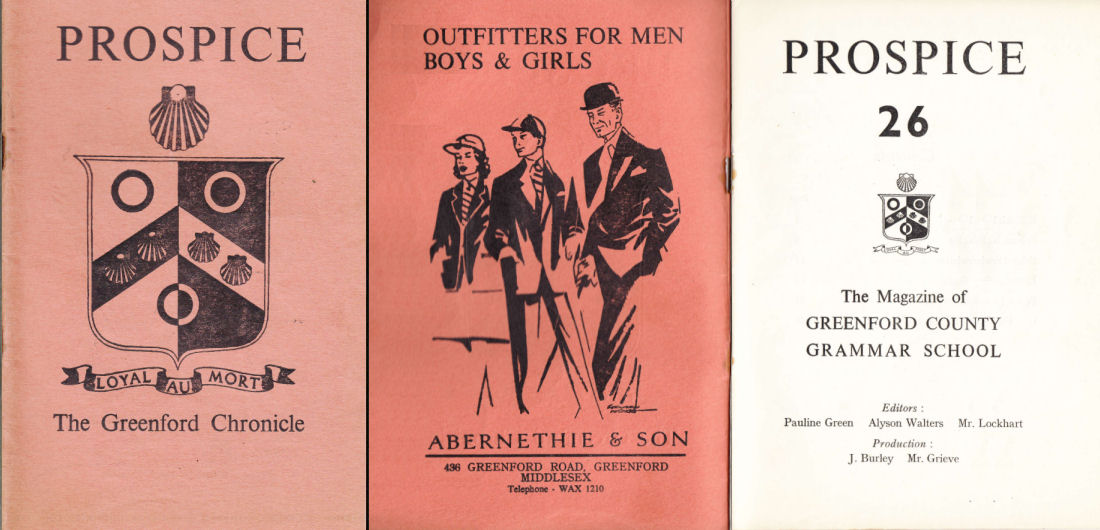 PROSPICE
LOYAL AU MORT
The Greenford Chronicle
OUTFITTERS FOR MEN
BOYS & GIRLS
ABERNETHIE & SON
436 GREENFORD ROAD, GREENFORD
MIDDLESEX
Telephone - WAX 1210
PROSPICE
26
The Magazine of
GREENFORD COUNTY
GRAMMAR SCHOOL
Editors :
Pauline Green Alyson Walters Mr. Lockhart
Production :
J. Burley Mr. Grieve